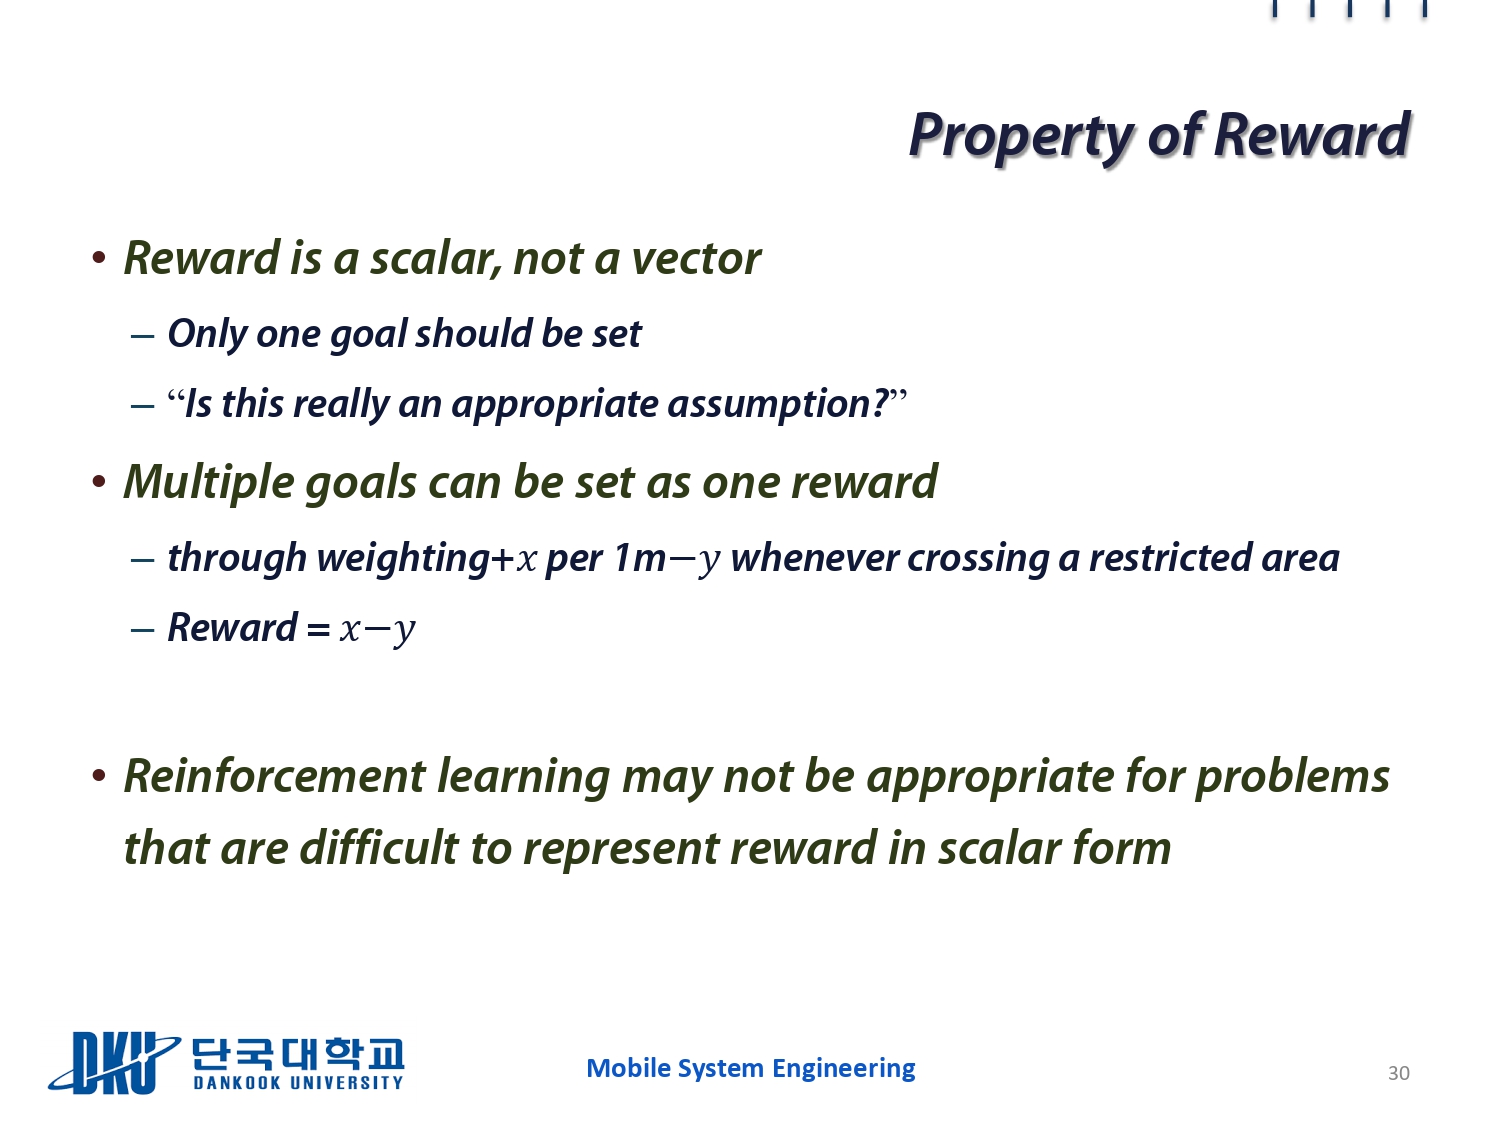 Property of Reward
• Reward is a scalar, not a vector
– Only one goal should be set
– “Is this really an appropriate assumption?”
• Multiple goals can be set as one reward
– through weighting+𝑥 per 1m−𝑦 whenever crossing a restricted area
– Reward = 𝑥−𝑦
• Reinforcement learning may not be appropriate for problems
that are difficult to represent reward in scalar form
DKU 단국대학교
DANKOOK UNIVERSITY
Mobile System Engineering
30